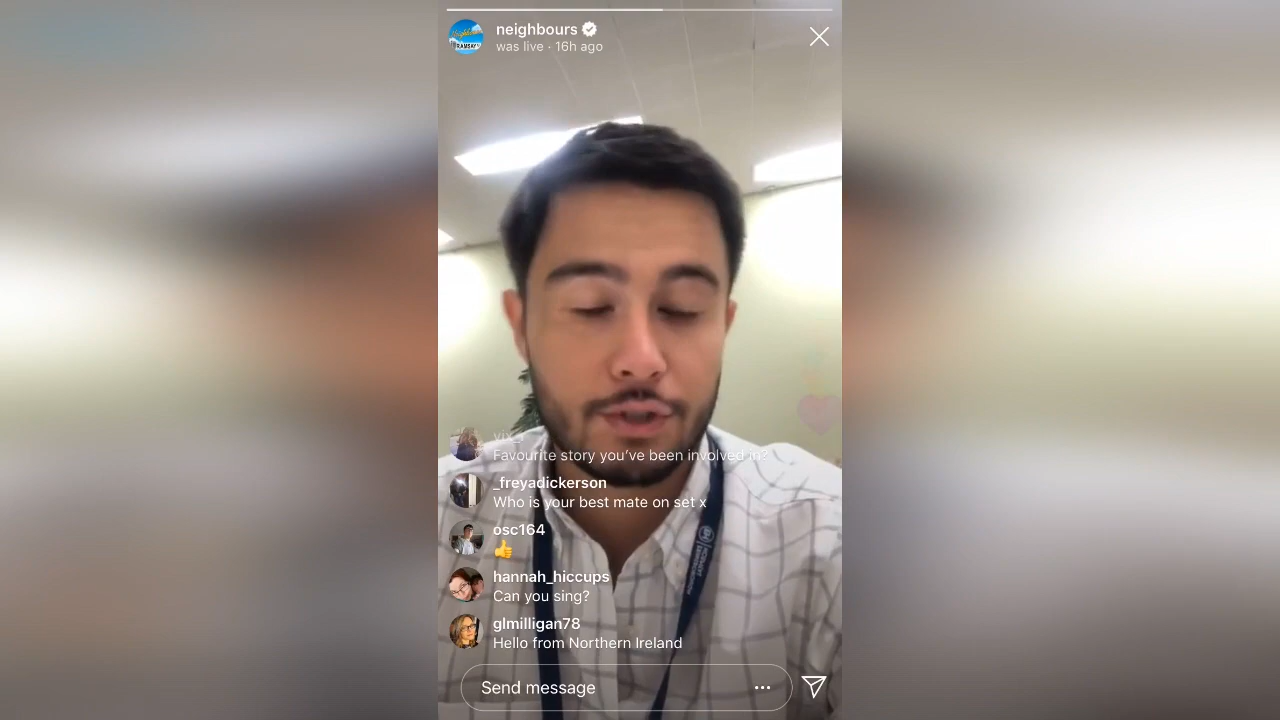 neighbours
was live · 16h ago
RAMSAY
Favourite story you've been involved in?
_freyadickerson
Who is your best mate on set x
osc164
👍
hannah_hiccups
Can you sing?
glmilligan78
Hello from Northern Ireland
Send message